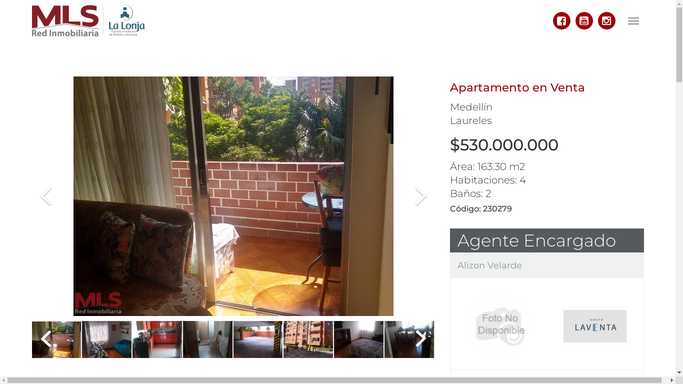 MLS
Red Inmobiliaria
La Lonja
Apartamento en Venta
Medellín
Laureles
$530.000.000
Área: 163.30 m2
Habitaciones: 4
Baños: 2
Código: 230279
Agente Encargado
Alizon Velarde
Foto No
Disponible
LAVENTA
MLS
Red Inmobiliaria